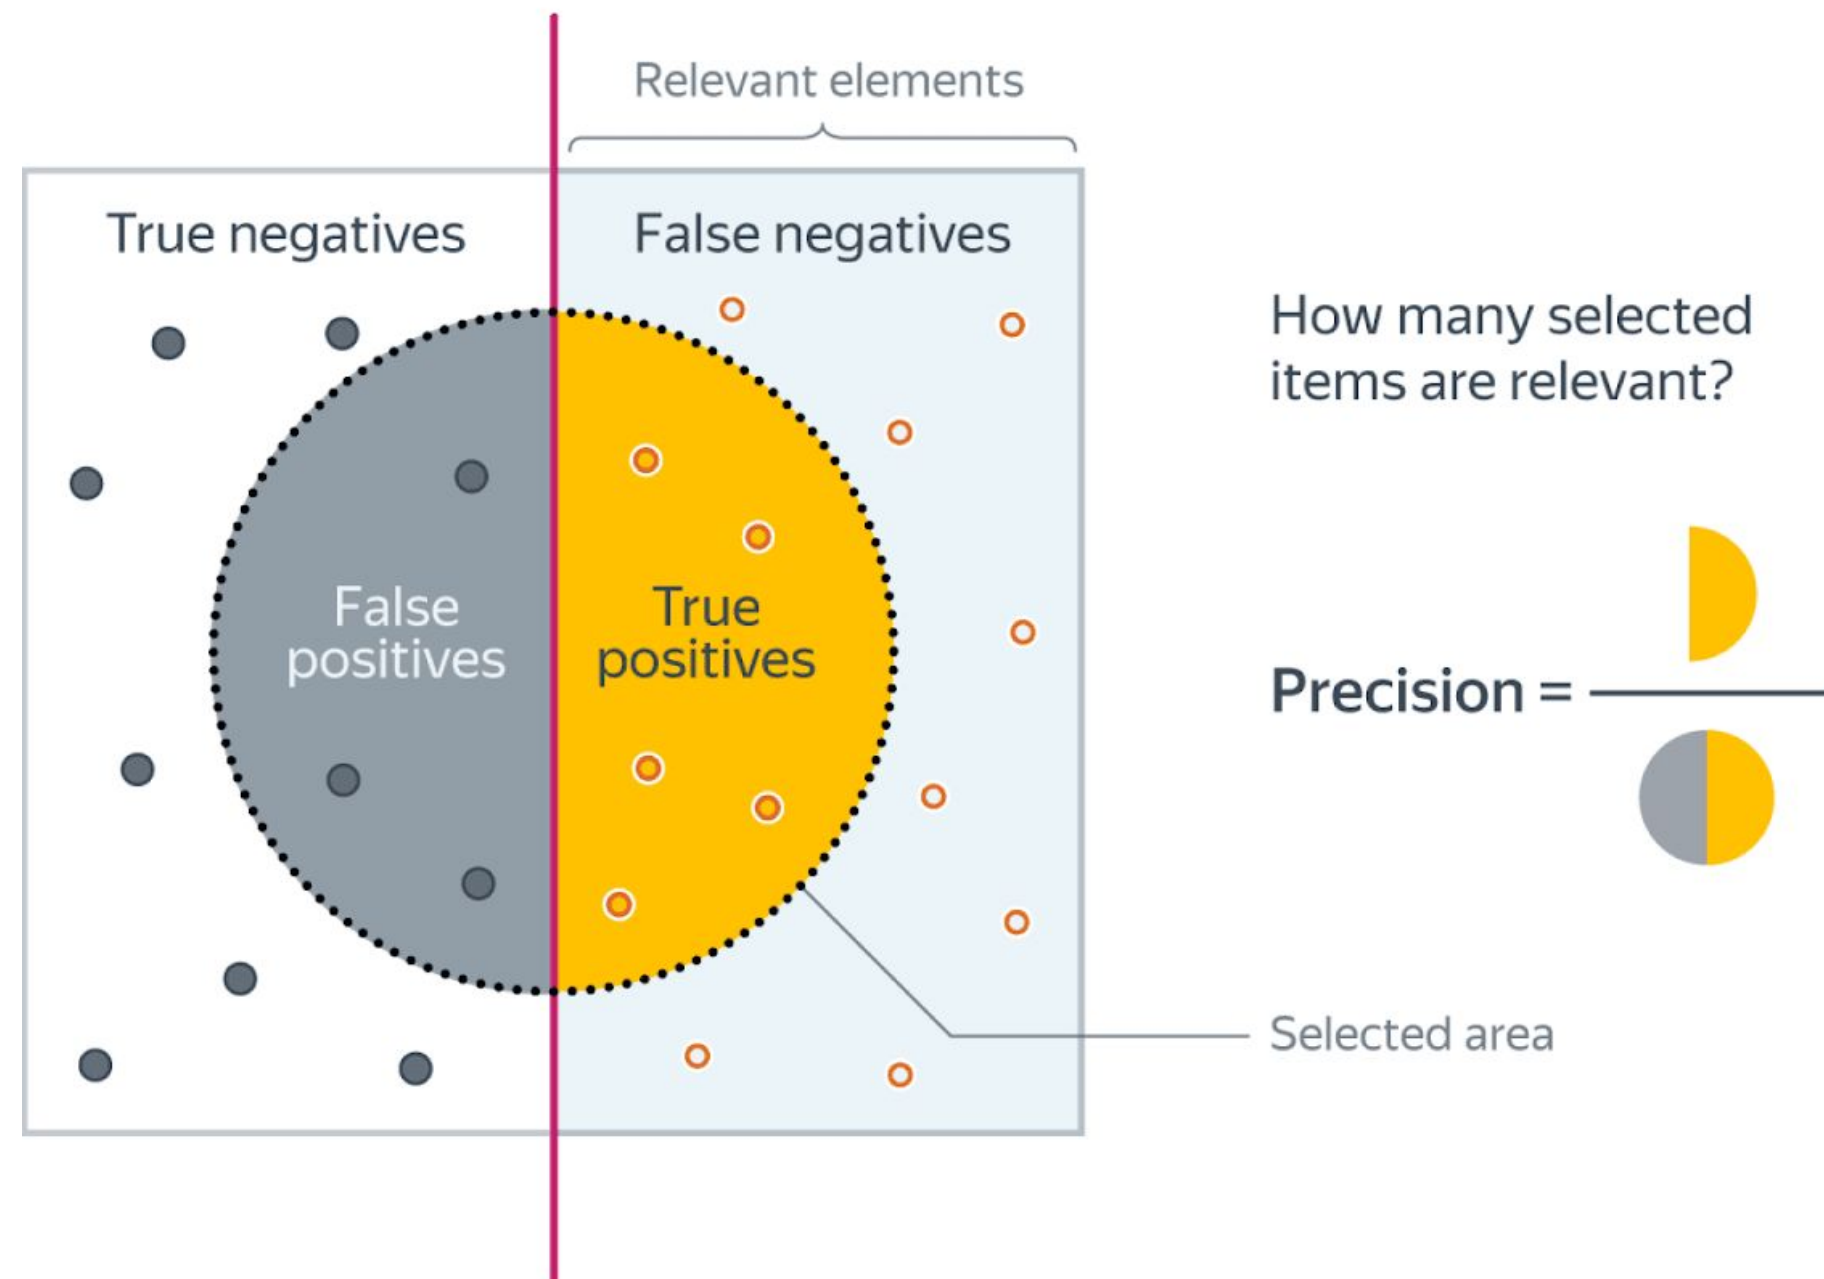 Relevant elements
True negatives
False negatives
How many selected
items are relevant?
False
positives
True
positives
Precision =
Selected area